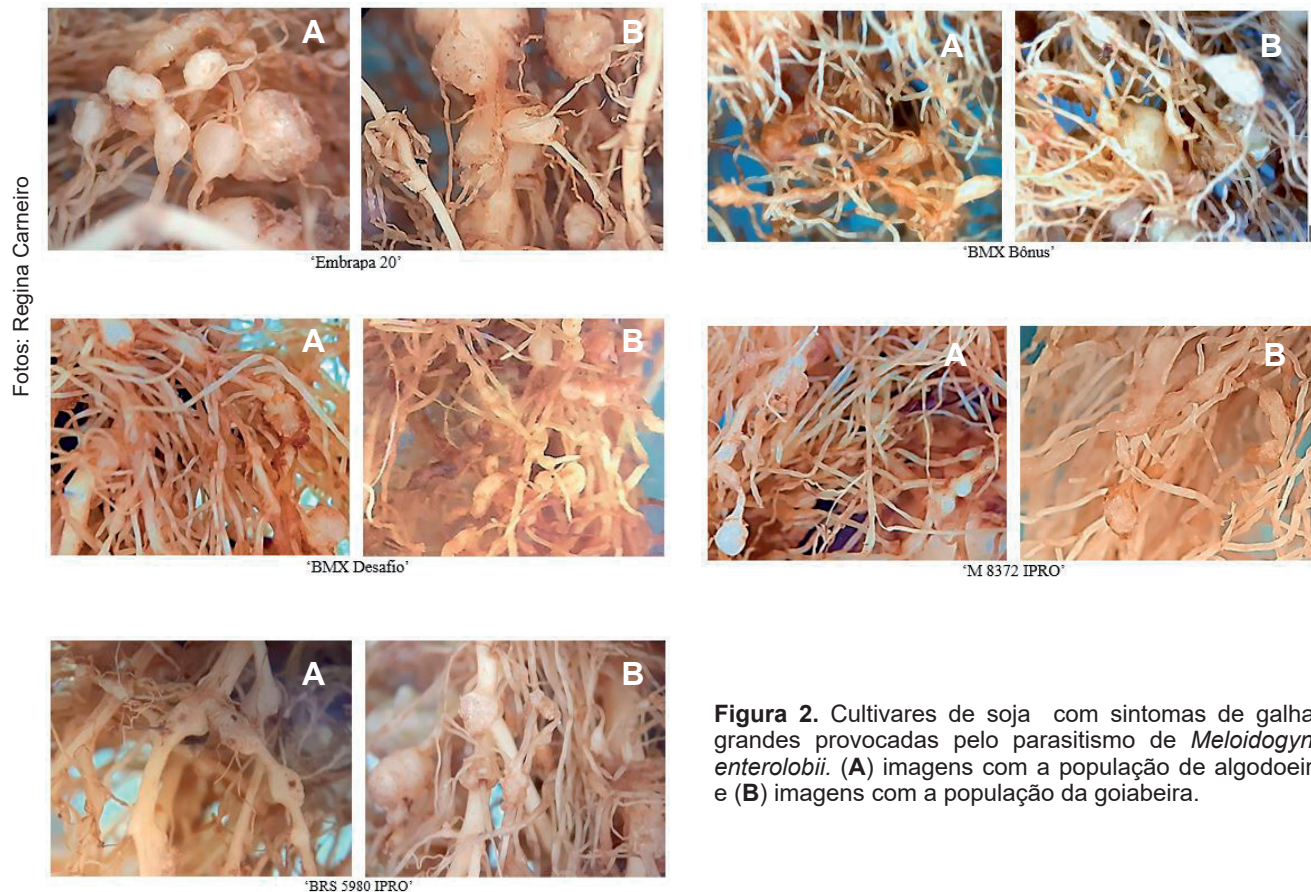 Fotos: Regina Carneiro
A
B
'Embrapa 20'
A
B
'BMX Bônus'
A
B
'BMX Desafio'
A
B
'M 8372 IPRO'
A
B
'BRS 5980 IPRO'
Figura 2. Cultivares de soja com sintomas de galha
grandes provocadas pelo parasitismo de Meloidogyn
enterolobii. (A) imagens com a população de algodoeir
e (B) imagens com a população da goiabeira.